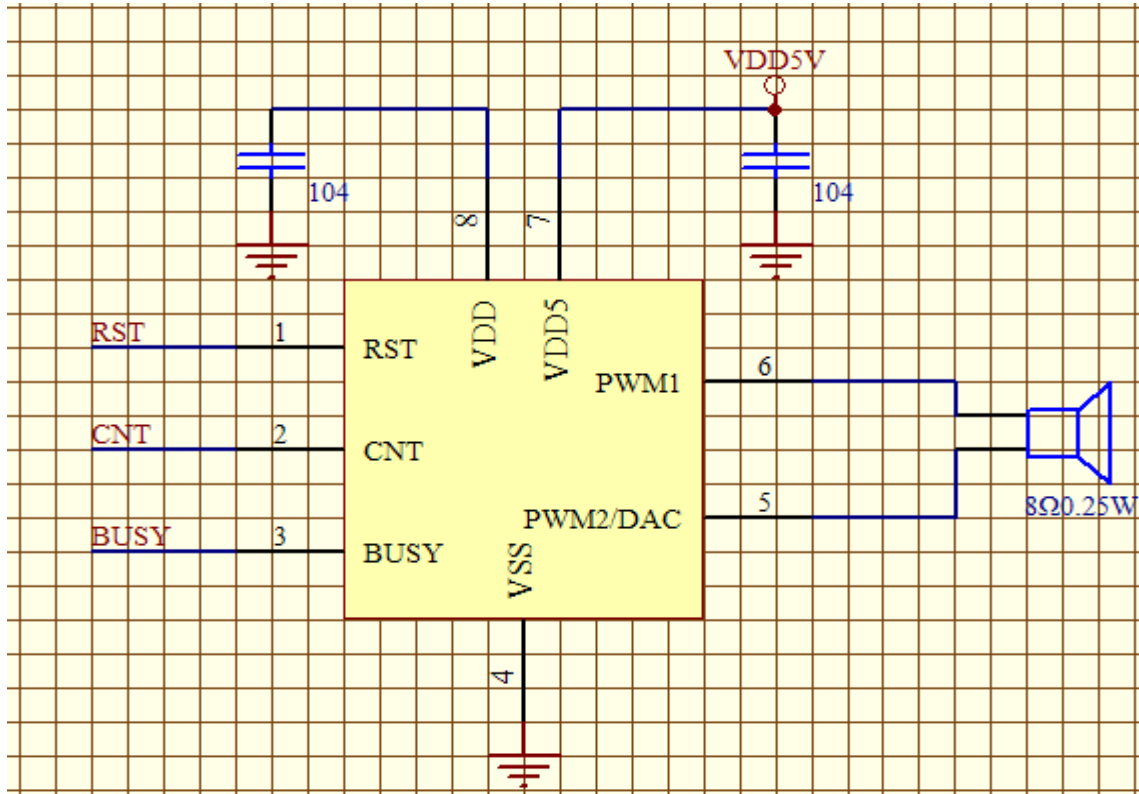 VDD5V
104
104
8
7
VDD
VDD5
RST
1
RST
PWM1
6
CNT
2
CNT
PWM2/DAC
5
8Ω0.25W
BUSY
3
BUSY
VSS
4